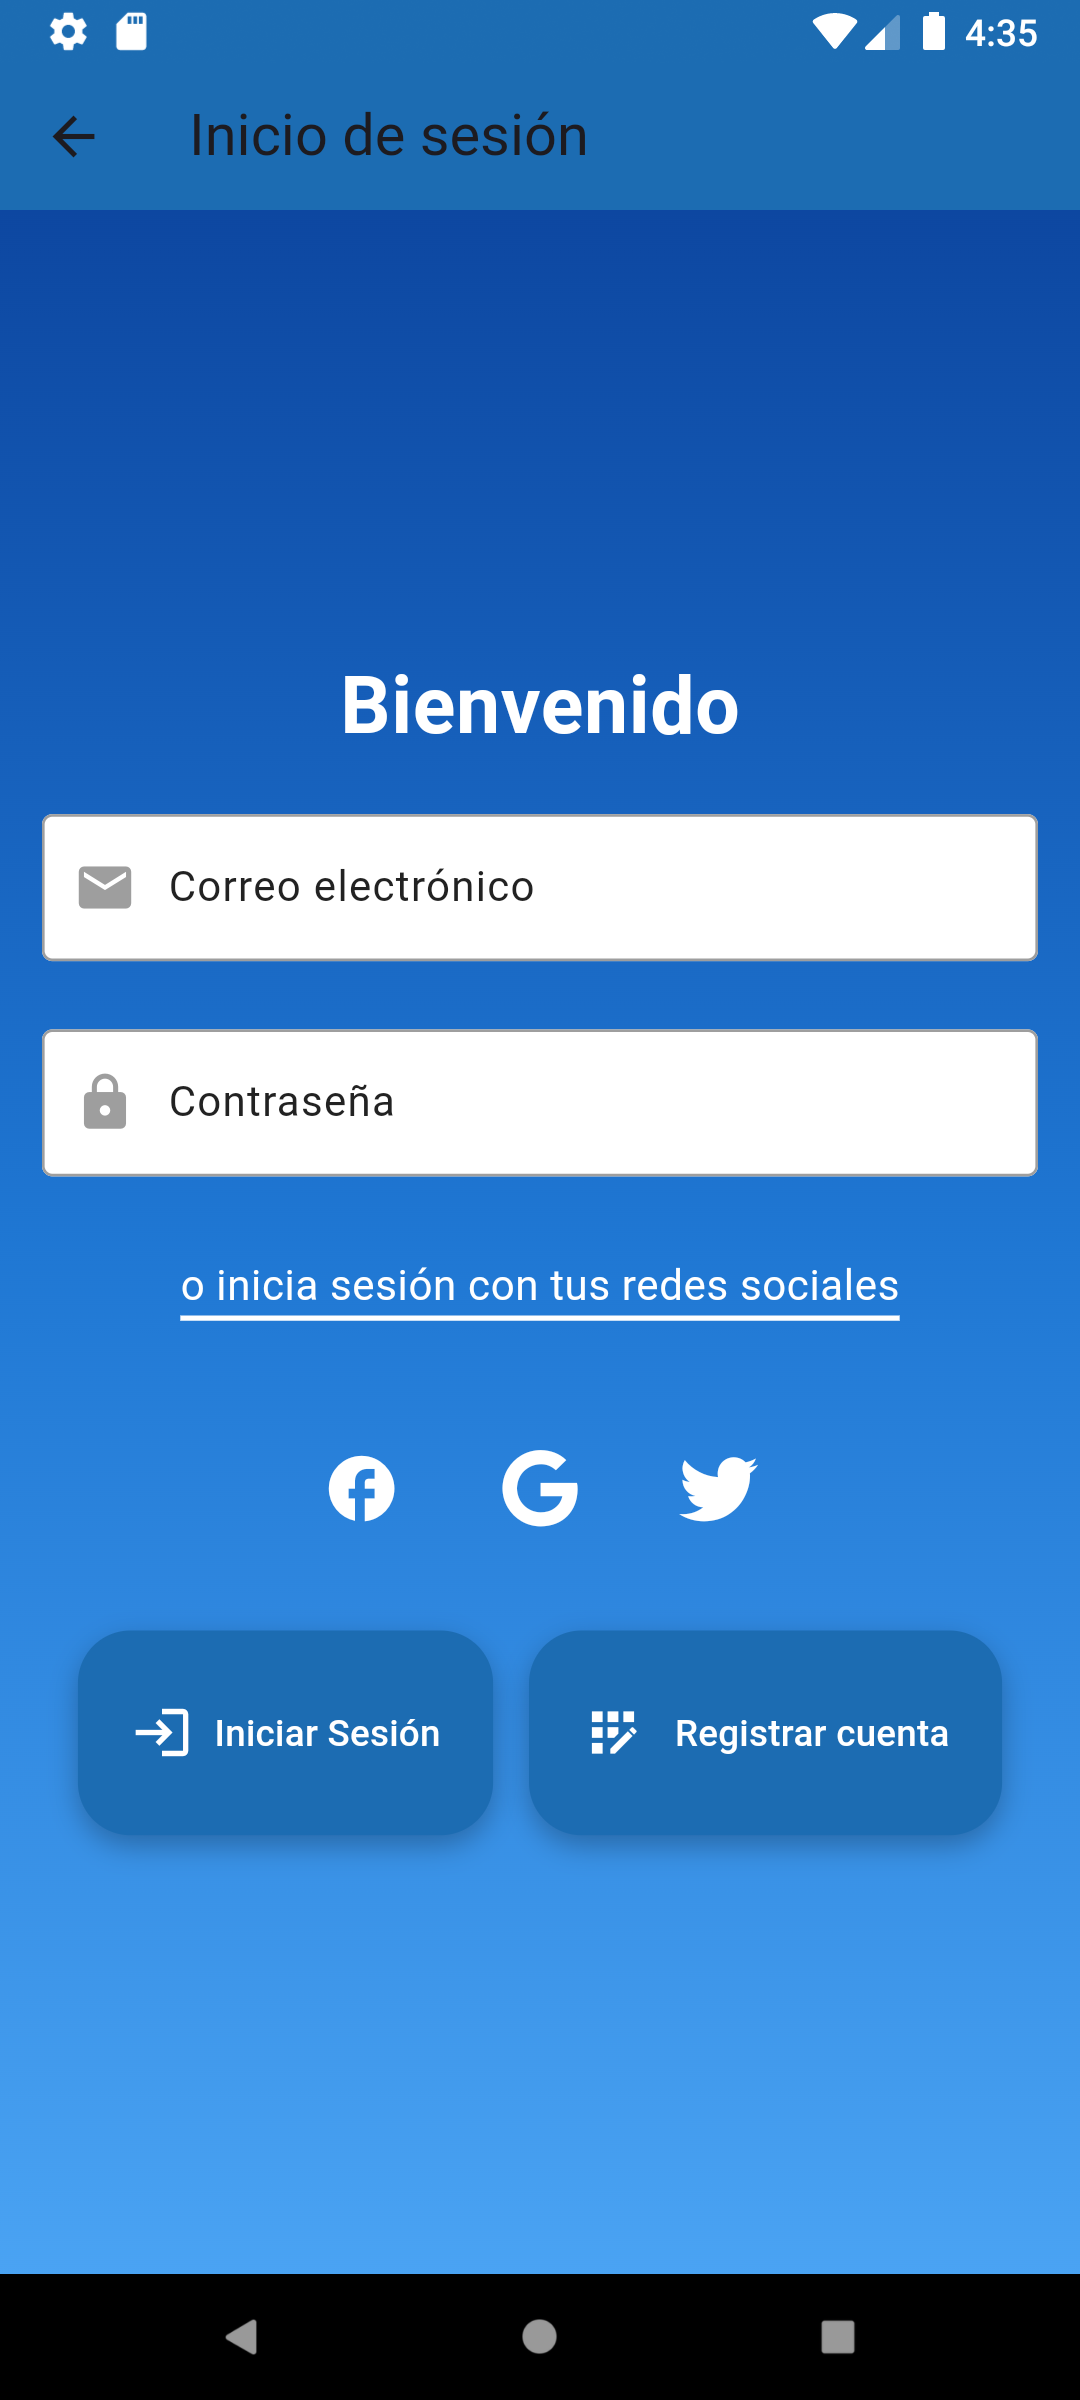 4:35
Inicio de sesión
Bienvenido
Correo electrónico
Contraseña
o inicia sesión con tus redes sociales
Iniciar Sesión
Registrar cuenta